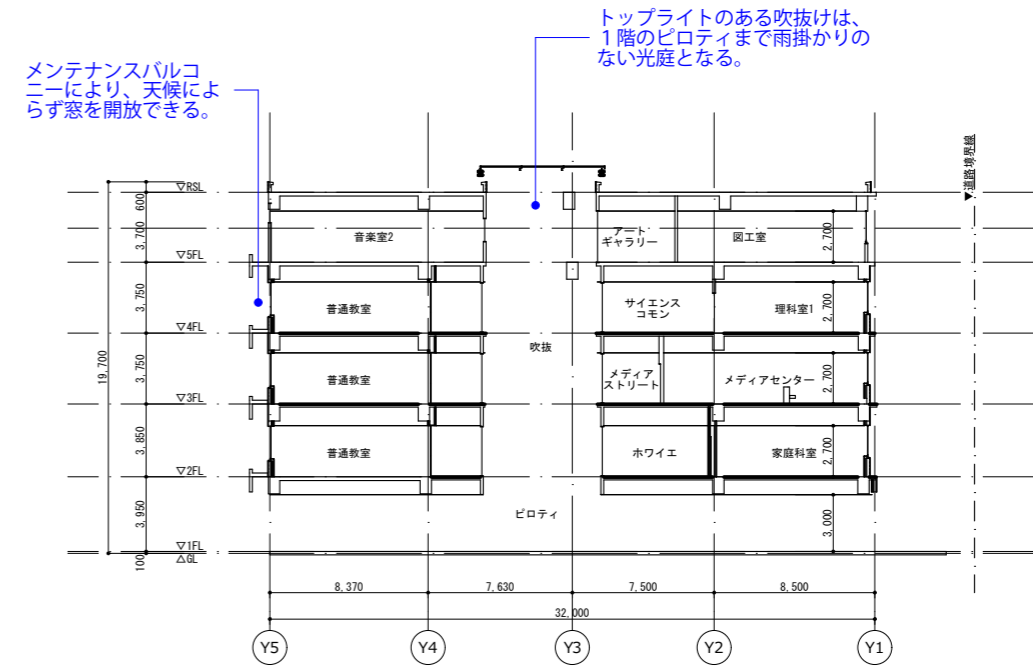 トップライトのある吹抜けは、
１階のピロティまで雨掛かりの
ない光庭となる。
メンテナンスバルコ
ニーにより、天候によ
らず窓を開放できる。
▼道路境界線
▽RSL
600
音楽室2
アート
ギャラリー
図工室
2,700
3,700
▽5FL
普通教室
サイエンス
コモン
理科室1
2,700
3,750
▽4FL
吹抜
19,700
普通教室
メディア
ストリート
メディアセンター
2,700
3,750
▽3FL
普通教室
ホワイエ
家庭科室
2,700
3,850
▽2FL
ピロティ
3,950
3,000
▽1FL
△GL
100
8,370
7,630
7,500
8,500
32,000
Y5
Y4
Y3
Y2
Y1